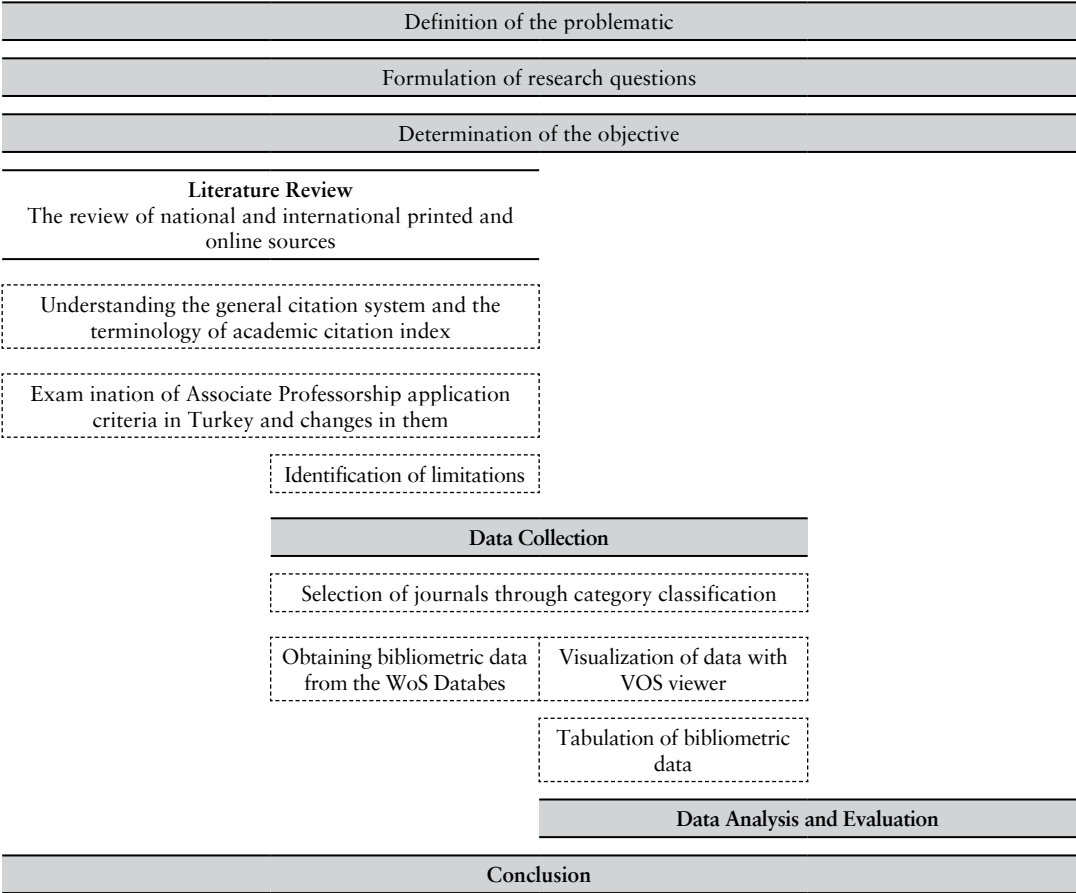 Definition of the problematic
Formulation of research questions
Determination of the objective
Literature Review
The review of national and international printed and
online sources
Understanding the general citation system and the
terminology of academic citation index
Exam ination of Associate Professorship application
criteria in Turkey and changes in them
Identification of limitations
Data Collection
Selection of journals through category classification
Obtaining bibliometric data
from the WoS Databes
Visualization of data with
VOS viewer
Tabulation of bibliometric
data
Data Analysis and Evaluation
Conclusion